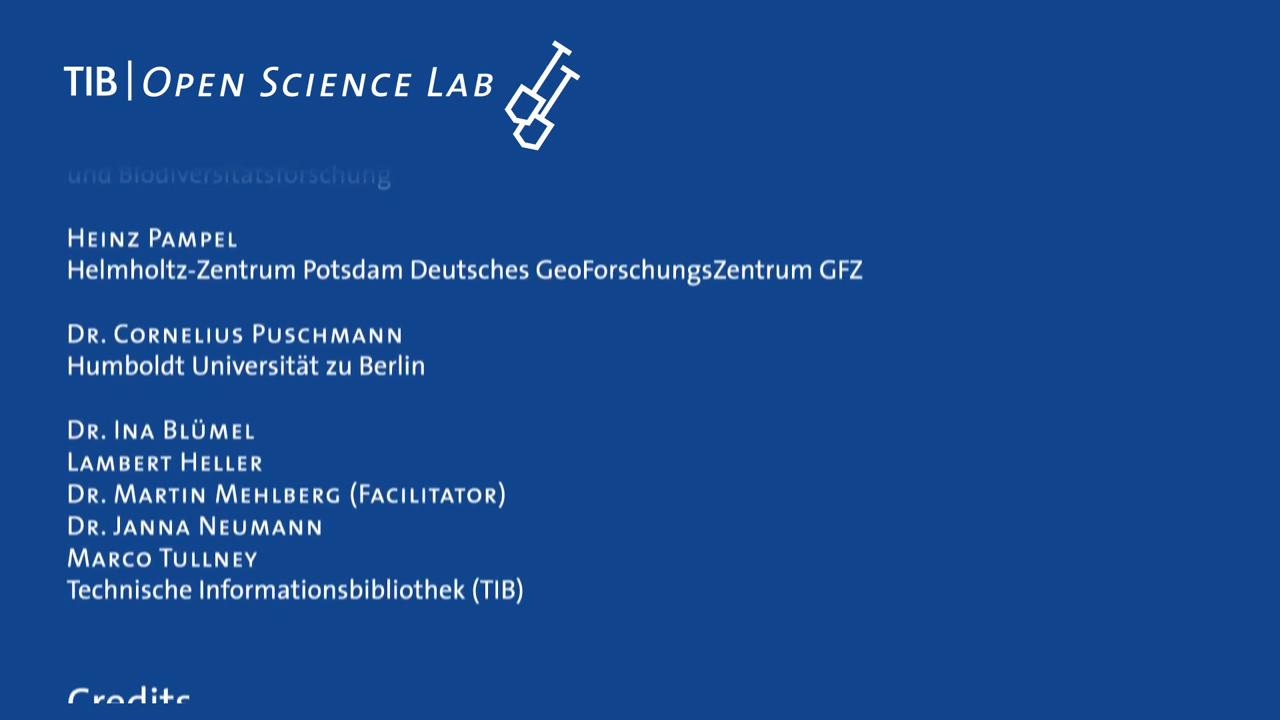 TIB | Open Science Lab
und Biodiversitätsforschung
Heinz Pampel
Helmholtz-Zentrum Potsdam Deutsches GeoForschungsZentrum GFZ
Dr. Cornelius Puschmann
Humboldt Universität zu Berlin
Dr. Ina Blümel
Lambert Heller
Dr. Martin Mehlberg (Facilitator)
Dr. Janna Neumann
Marco Tullney
Technische Informationsbibliothek (TIB)
Credits